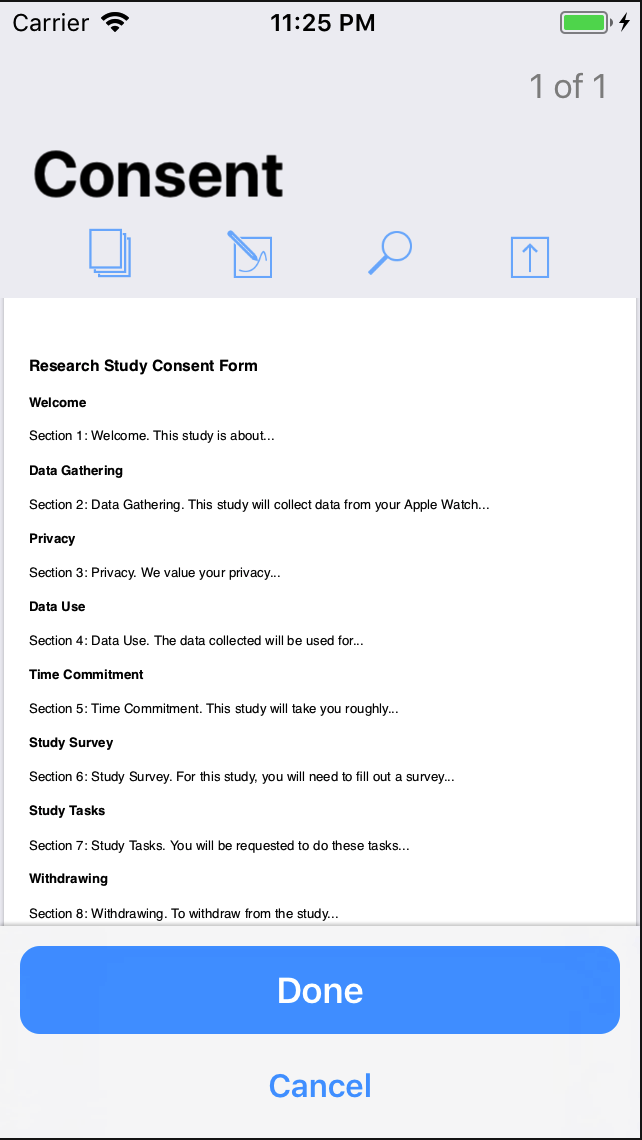 Carrier 11:25 PM
1 of 1
Consent
Research Study Consent Form
Welcome
Section 1: Welcome. This study is about...
Data Gathering
Section 2: Data Gathering. This study will collect data from your Apple Watch...
Privacy
Section 3: Privacy. We value your privacy...
Data Use
Section 4: Data Use. The data collected will be used for...
Time Commitment
Section 5: Time Commitment. This study will take you roughly...
Study Survey
Section 6: Study Survey. For this study, you will need to fill out a survey...
Study Tasks
Section 7: Study Tasks. You will be requested to do these tasks...
Withdrawing
Section 8: Withdrawing. To withdraw from the study...
Done
Cancel